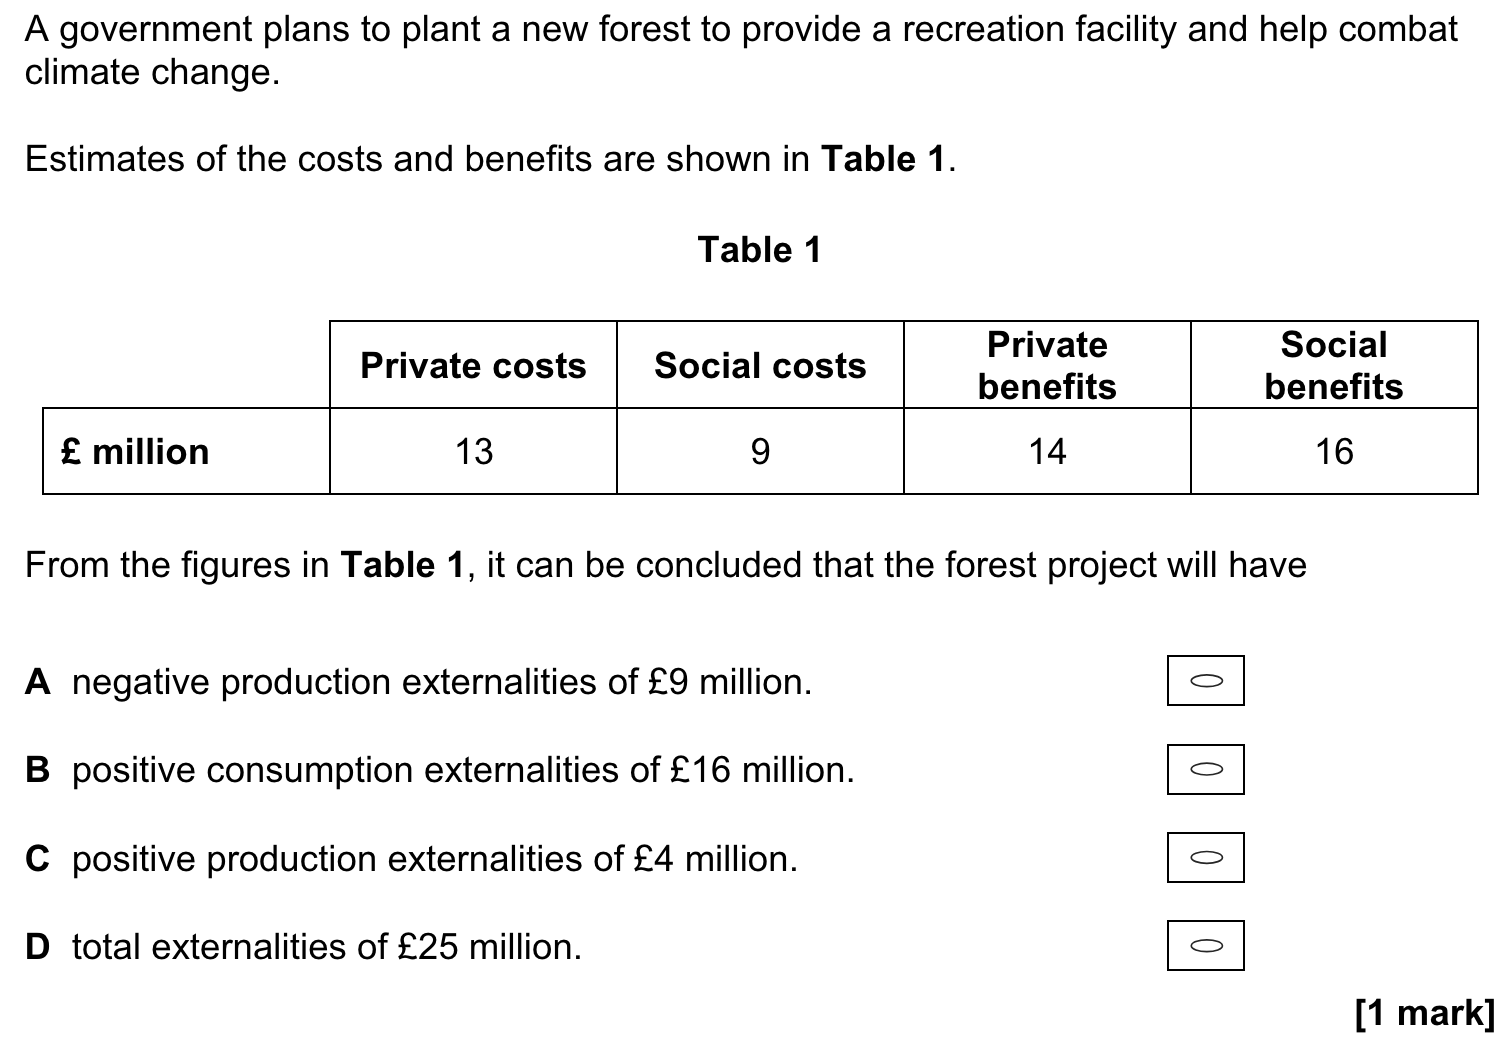 A government plans to plant a new forest to provide a recreation facility and help combat
climate change.
Estimates of the costs and benefits are shown in Table 1.
Table 1
Private costs Social costs Private benefits Social benefits
£ million 13 9 14 16
From the figures in Table 1, it can be concluded that the forest project will have
A negative production externalities of £9 million.
B positive consumption externalities of £16 million.
C positive production externalities of £4 million.
D total externalities of £25 million.
[1 mark]